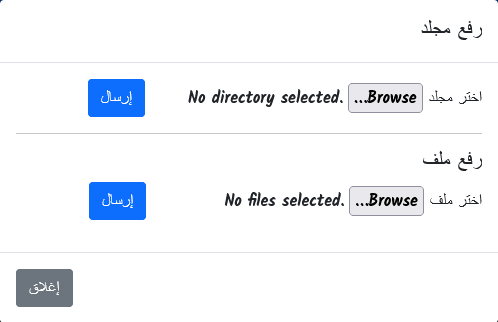 رفع مجلد
اختر مجلد Browse... No directory selected. إرسال
رفع ملف
اختر ملف Browse... No files selected. إرسال
إغلاق